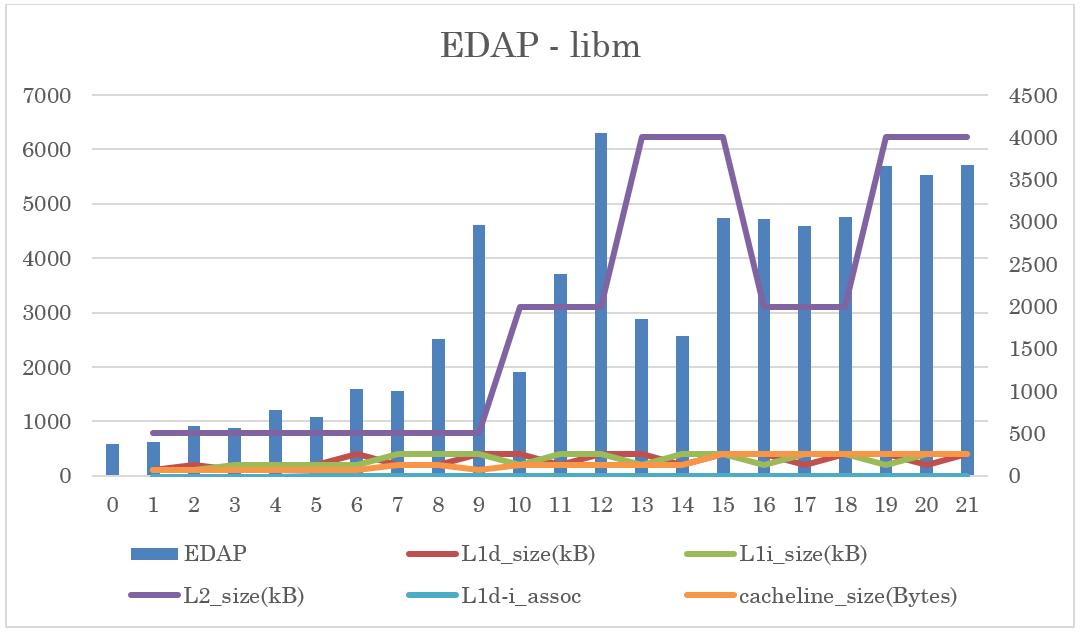 EDAP - libm
7000 4500
6000 4000
5000 3500
4000 3000
3000 2500
2000 2000
1000 1500
0 1000
500
0
0 1 2 3 4 5 6 7 8 9 10 11 12 13 14 15 16 17 18 19 20 21
EDAP L1d_size(kB) L1i_size(kB)
L2_size(kB) L1d-i_assoc cacheline_size(Bytes)